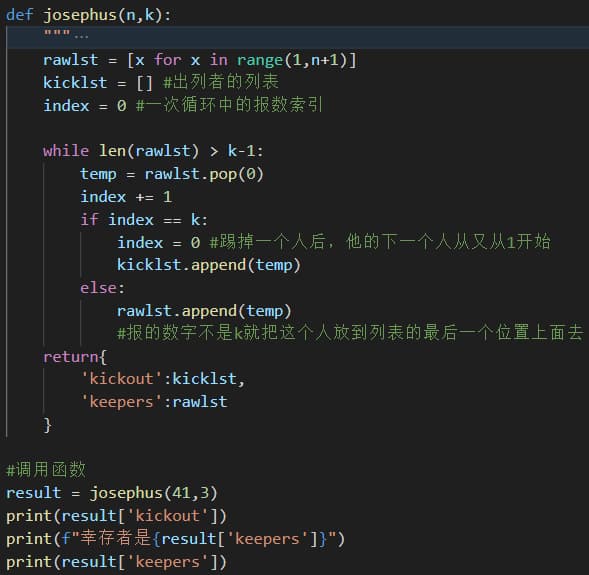 def josephus(n,k):
    """...
    rawlst = [x for x in range(1,n+1)]
    kicklst = [] #出列者的列表
    index = 0 #一次循环中的报数索引
    while len(rawlst) > k-1:
        temp = rawlst.pop(0)
        index += 1
        if index == k:
            index = 0 #踢掉一个人后，他的下一个人从又从1开始
            kicklst.append(temp)
        else:
            rawlst.append(temp)
            #报的数字不是k就把这个人放到列表的最后一个位置上面去
    return{
        'kickout':kicklst,
        'keepers':rawlst
    }
#调用函数
result = josephus(41,3)
print(result['kickout'])
print(f"幸存者是{result['keepers']}")
print(result['keepers'])